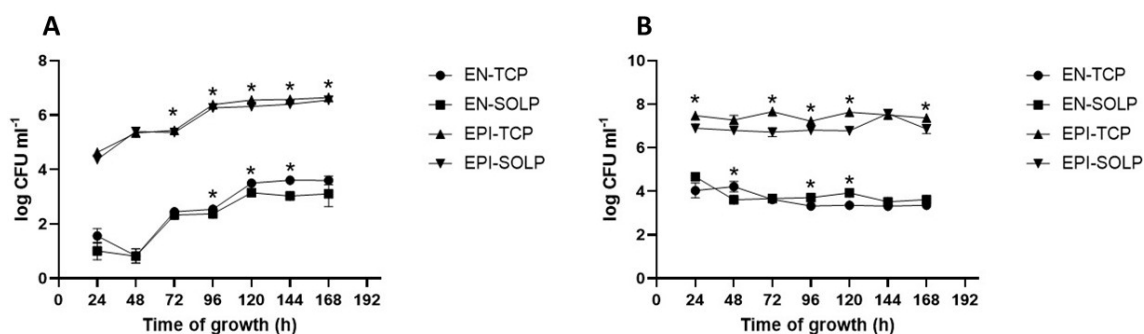 A
log CFU ml-1
8
6
4
2
0
* * * * *
* * *
0 24 48 72 96 120 144 168 192
Time of growth (h)
EN-TCP
EN-SOLP
EPI-TCP
EPI-SOLP
B
log CFU ml-1
10
8
6
4
2
0
* * * * *
* * *
0 24 48 72 96 120 144 168 192
Time of growth (h)
EN-TCP
EN-SOLP
EPI-TCP
EPI-SOLP